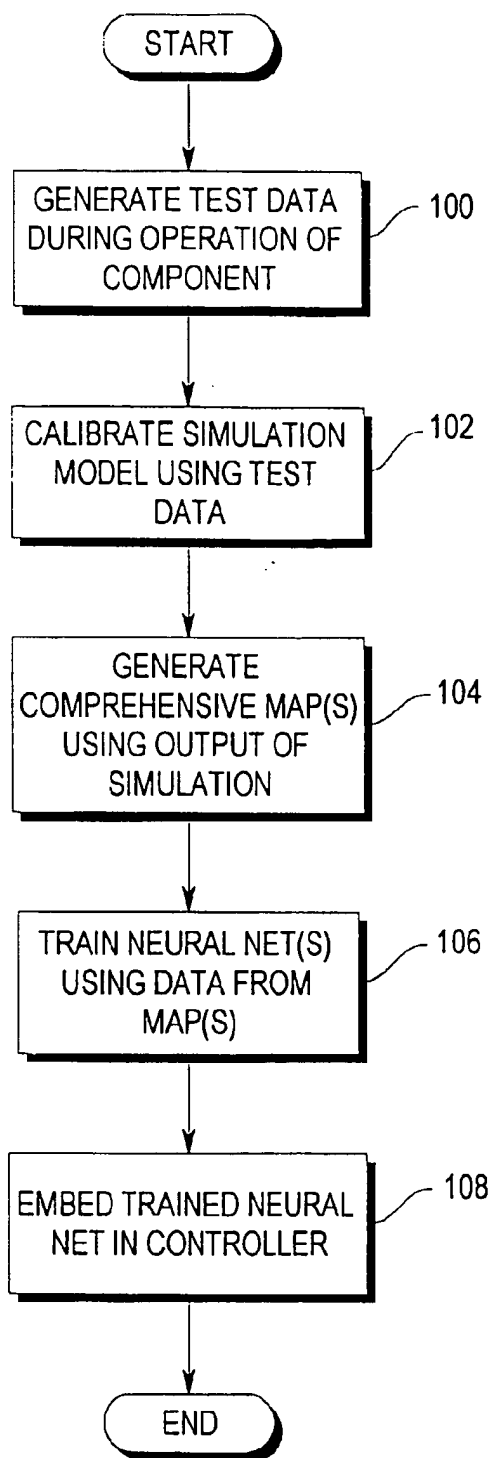 START
GENERATE TEST DATA
DURING OPERATION OF
COMPONENT
100
CALIBRATE SIMULATION
MODEL USING TEST
DATA
102
GENERATE
COMPREHENSIVE MAP(S)
USING OUTPUT OF
SIMULATION
104
TRAIN NEURAL NET(S)
USING DATA FROM
MAP(S)
106
EMBED TRAINED NEURAL
NET IN CONTROLLER
108
END